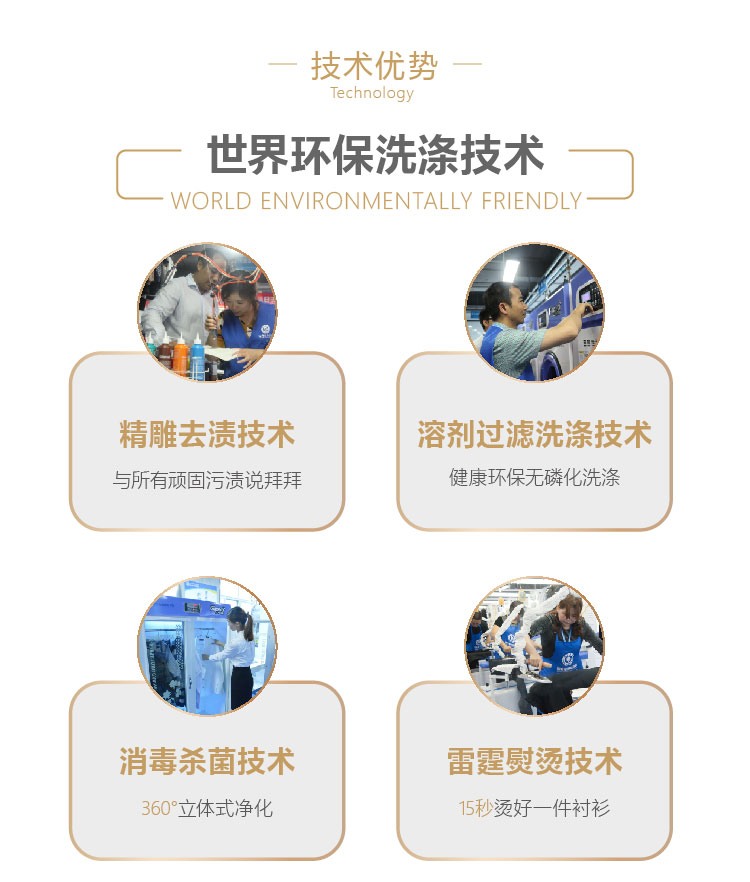 技术优势
Technology
世界环保洗涤技术
WORLD ENVIRONMENTALLY FRIENDLY
精雕去渍技术
与所有顽固污渍说拜拜
溶剂过滤洗涤技术
健康环保无磷化洗涤
消毒杀菌技术
360°立体式净化
雷霆熨烫技术
15秒烫好一件衬衫